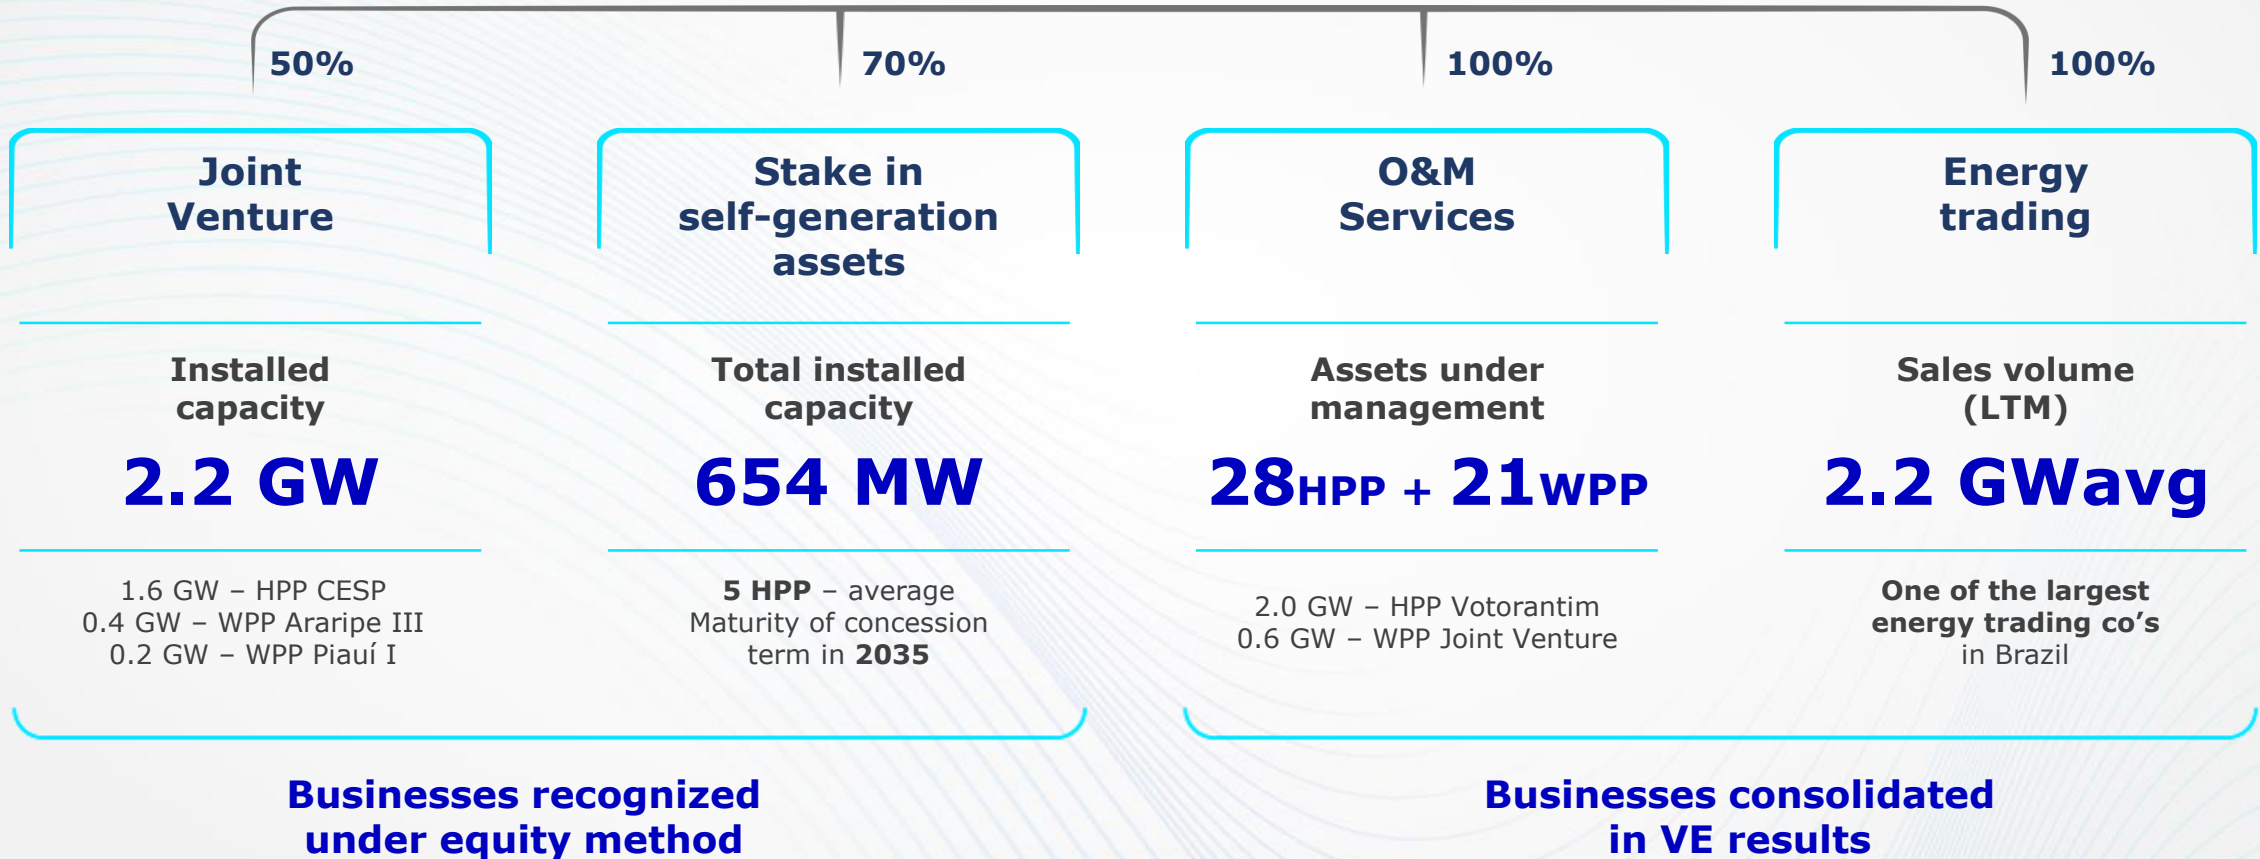 50%
70%
100%
100%
Joint
Venture
Stake in
self-generation
assets
O&M
Services
Energy
trading
Installed
capacity
2.2 GW
Total installed
capacity
654 MW
Assets under
management
28HPP + 21WPP
Sales volume
(LTM)
2.2 GWavg
1.6 GW – HPP CESP
0.4 GW – WPP Araripe III
0.2 GW – WPP Piauí I
5 HPP – average
Maturity of concession
term in 2035
2.0 GW – HPP Votorantim
0.6 GW – WPP Joint Venture
One of the largest
energy trading co's
in Brazil
Businesses recognized
under equity method
Businesses consolidated
in VE results